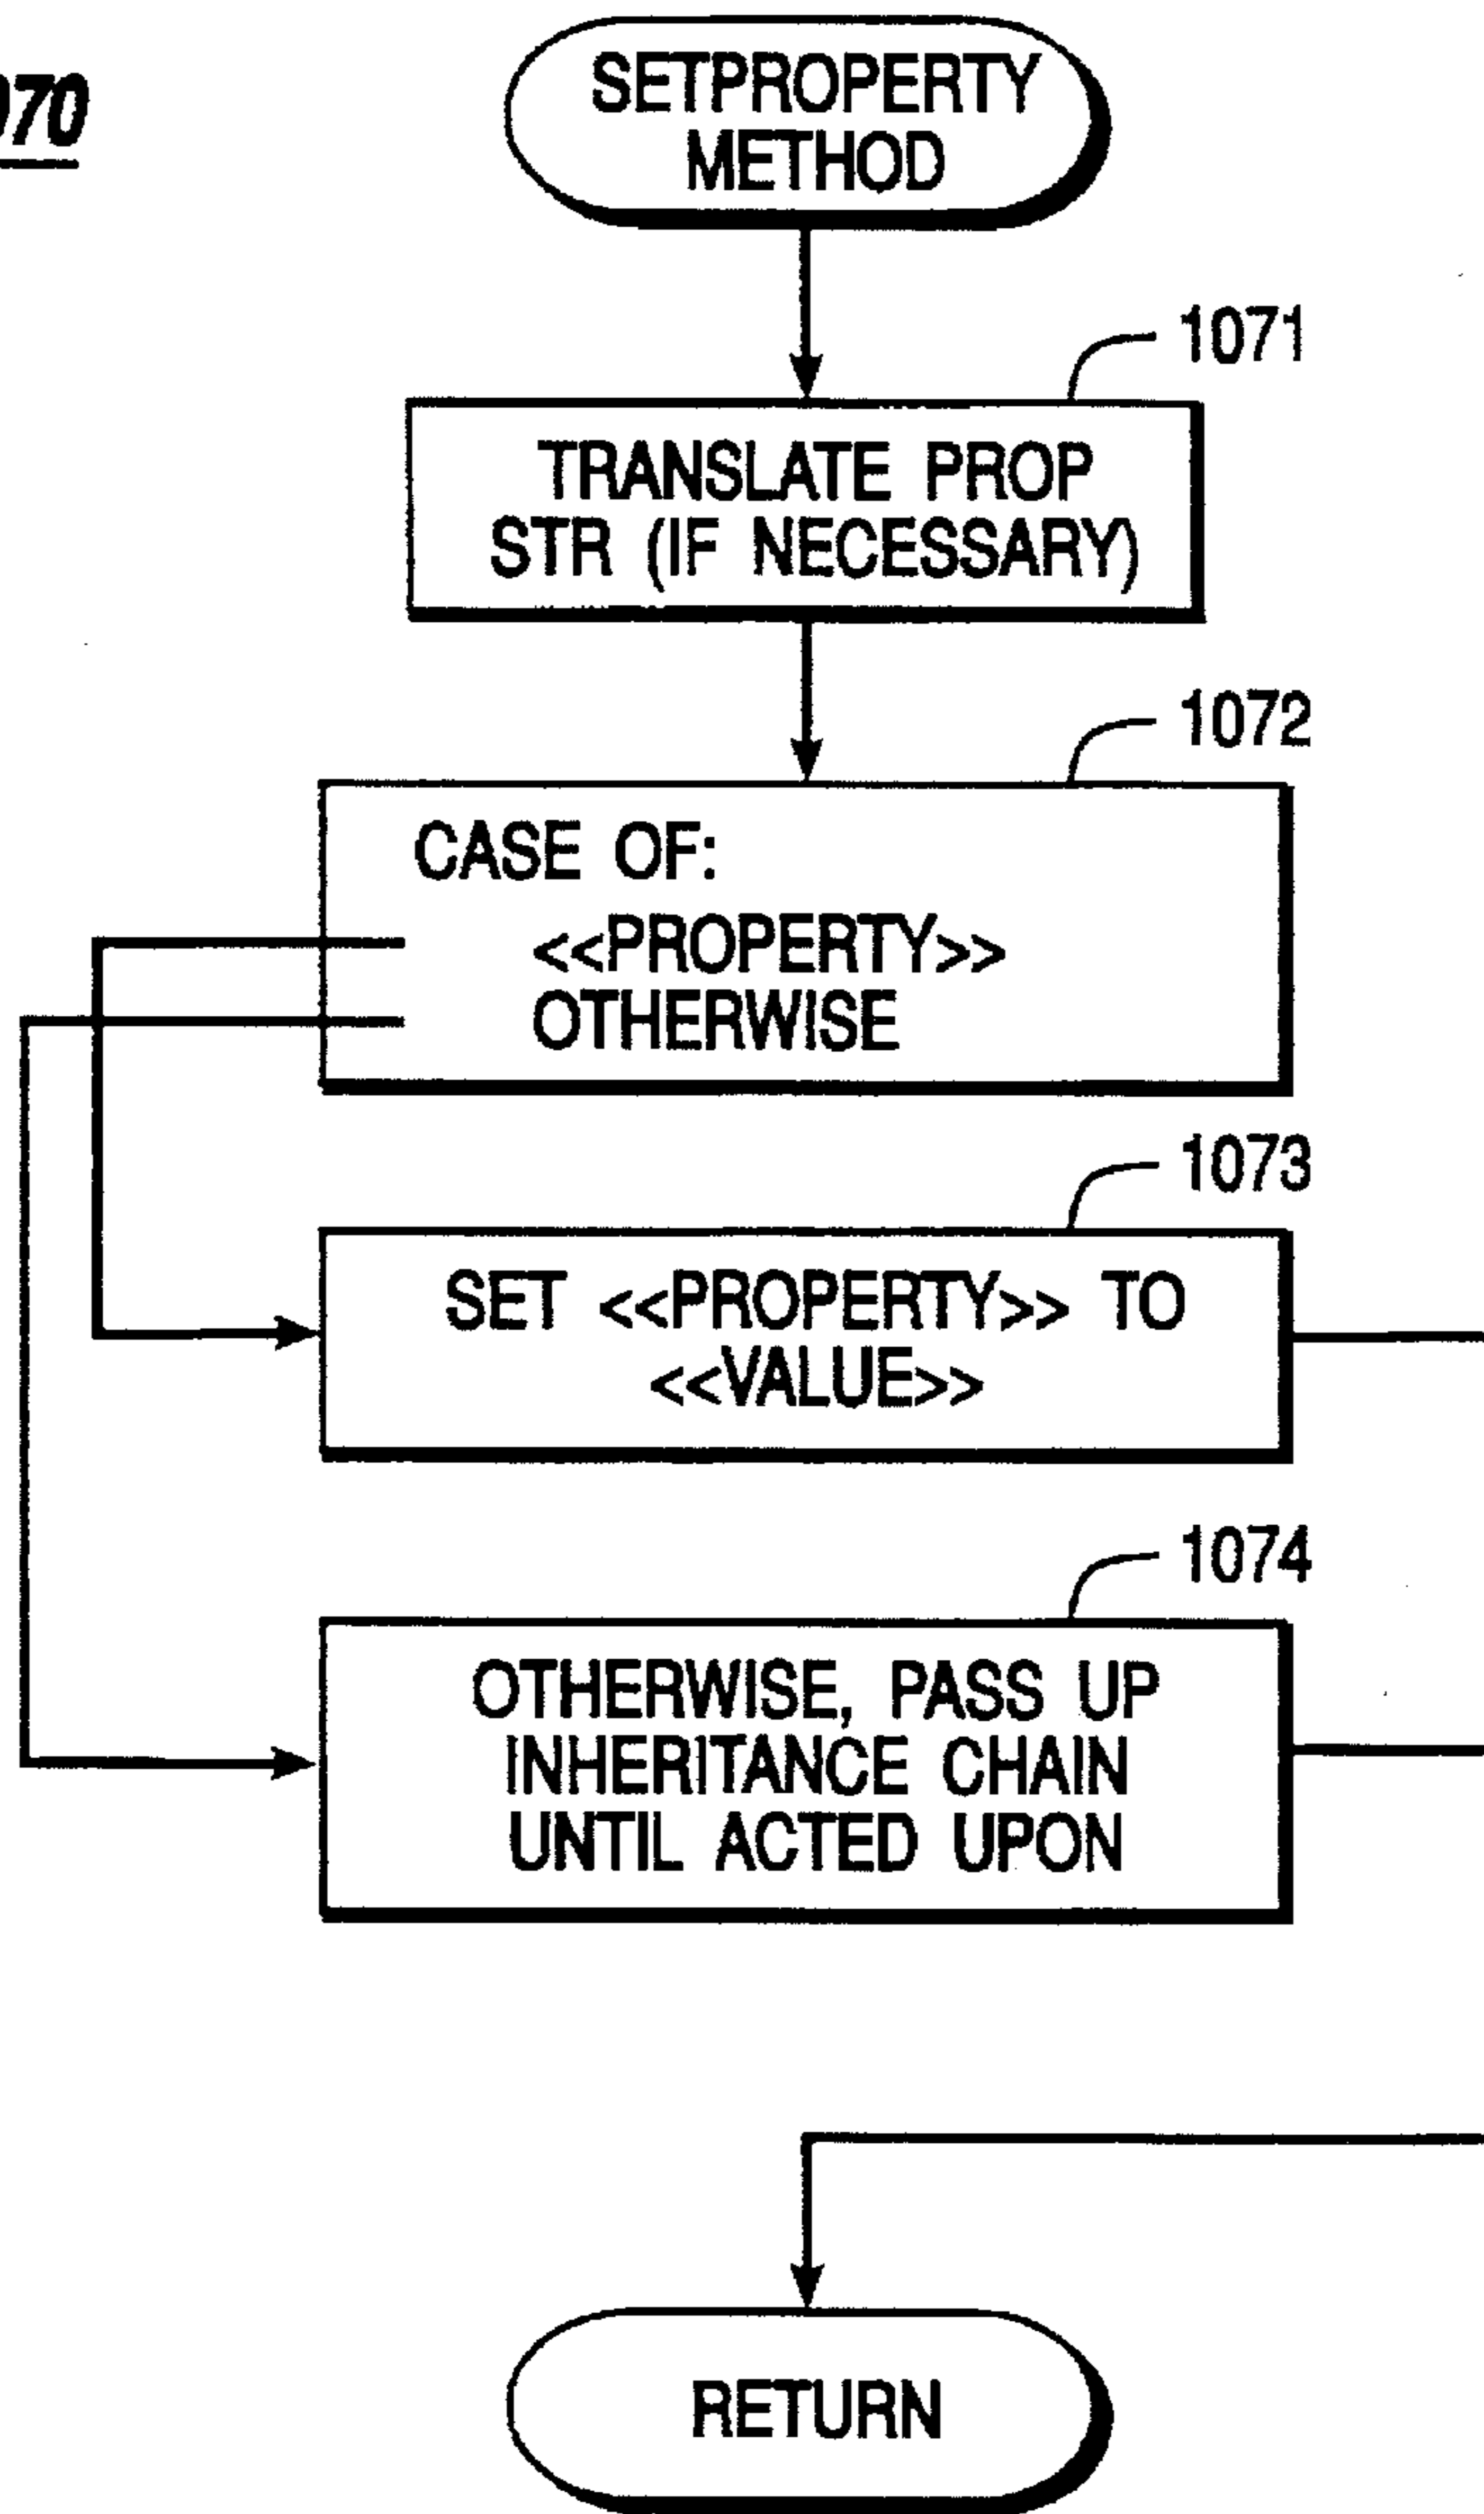 70
SETPROPERTY
METHOD
1071
TRANSLATE PROP
STR (IF NECESSARY)
1072
CASE OF:
<<PROPERTY>>
OTHERWISE
1073
SET <<PROPERTY>> TO
<<VALUE>>
1074
OTHERWISE, PASS UP
INHERITANCE CHAIN
UNTIL ACTED UPON
RETURN